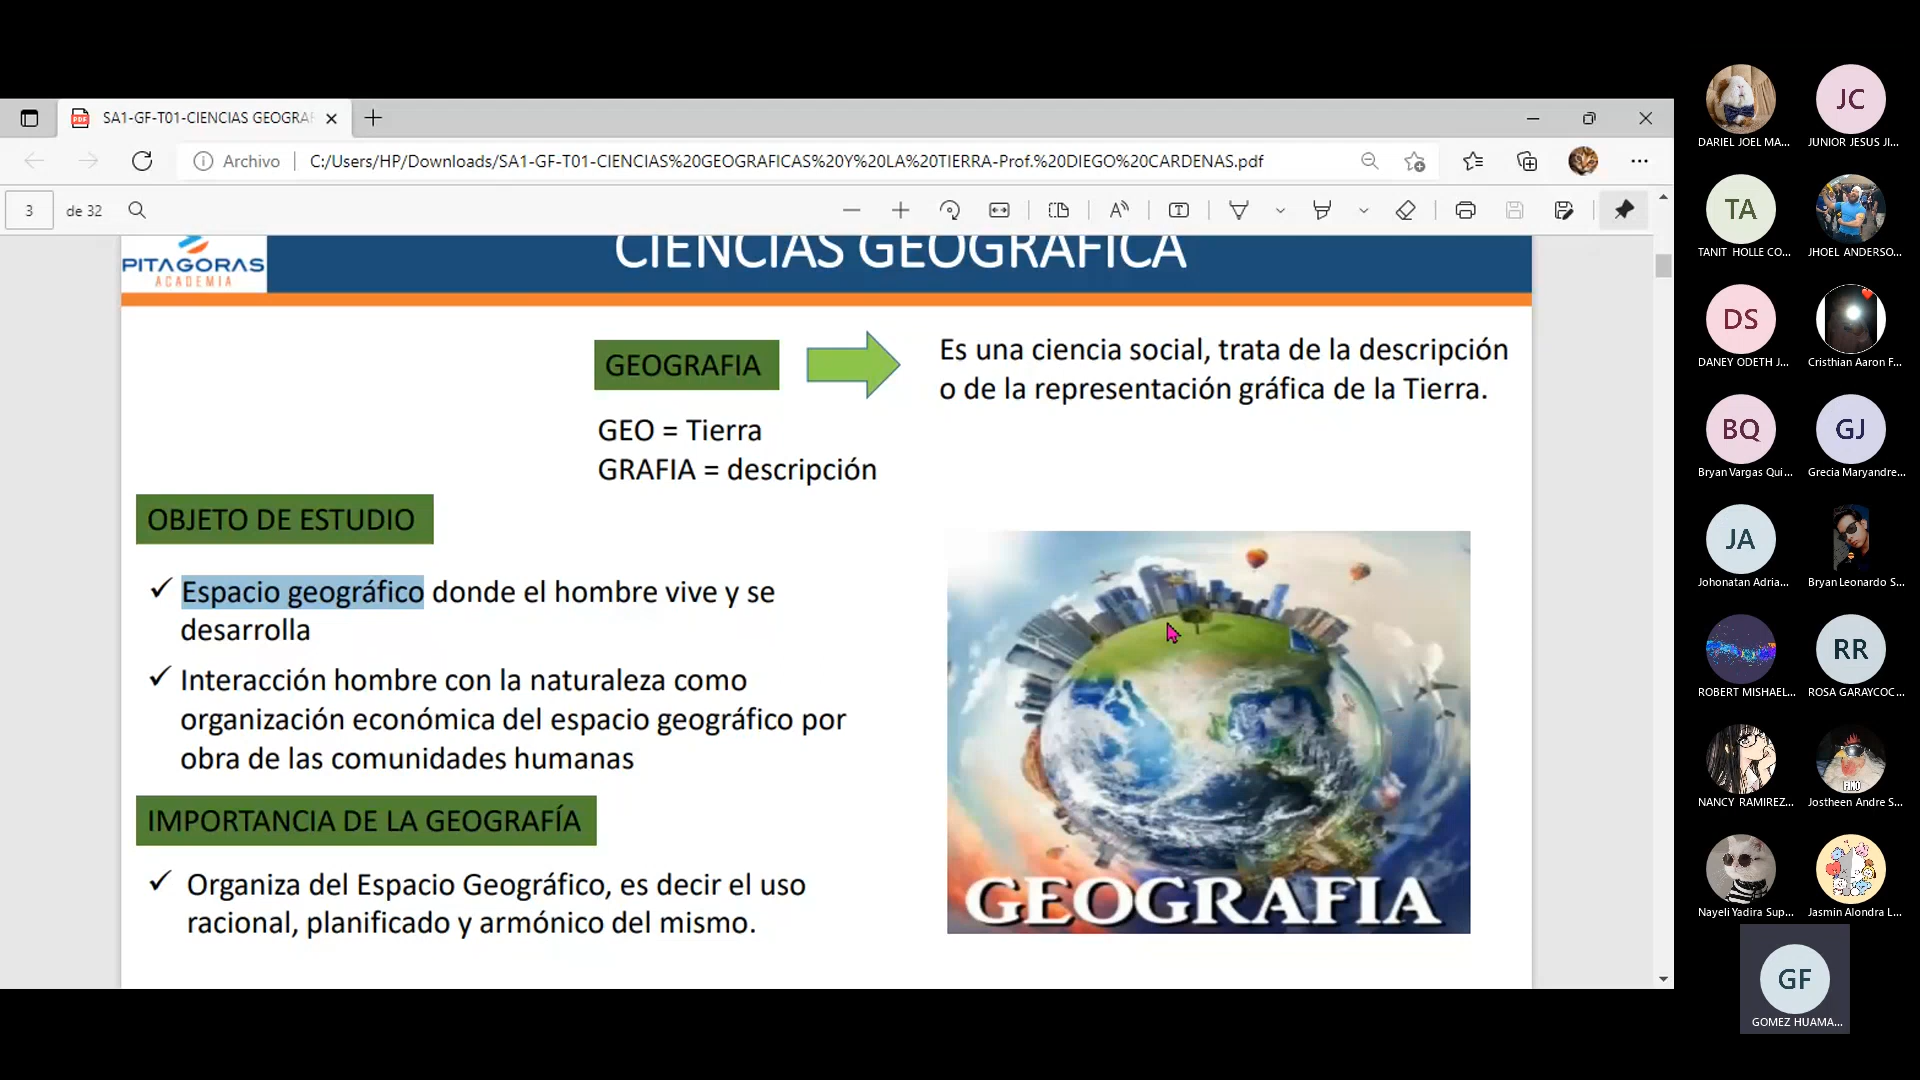 SA1-GF-T01-CIENCIAS GEOGRA
Archivo
C:/Users/HP/Downloads/SA1-GF-T01-CIENCIAS%20GEOGRAFICAS%20Y%20LA%20TIERRA-Prof.%20DIEGO%20CARDENAS.pdf
3 de 32
PITAGORAS
ACADEMIA
CIENCIAS GEOGRAFICA
GEOGRAFIA
Es una ciencia social, trata de la descripción
o de la representación gráfica de la Tierra.
GEO = Tierra
GRAFIA = descripción
OBJETO DE ESTUDIO
✓ Espacio geográfico donde el hombre vive y se
desarrolla
✓ Interacción hombre con la naturaleza como
organización económica del espacio geográfico por
obra de las comunidades humanas
IMPORTANCIA DE LA GEOGRAFÍA
✓ Organiza del Espacio Geográfico, es decir el uso
racional, planificado y armónico del mismo.
GEOGRAFIA
DARIEL JOEL MA...
JC
JUNIOR JESUS JI...
TA
TANIT HOLLE CO...
JHOEL ANDERSO...
DS
DANEY ODETH J...
Cristhian Aaron F...
BQ
Bryan Vargas Qui...
GJ
Grecia Maryandre...
JA
Johonatan Adria...
Bryan Leonardo S...
ROBERT MISHAEL...
RR
ROSA GARAYCOC...
NANCY RAMIREZ...
Jostheen Andre S...
Nayeli Yadira Sup...
Jasmin Alondra L...
GF
GOMEZ HUAMA...